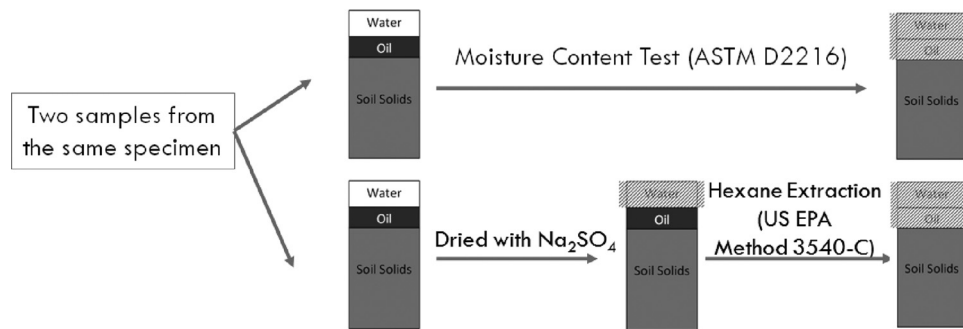 Water
Oil
Soil Solids
Moisture Content Test (ASTM D2216)
Water
Oil
Soil Solids
Two samples from
the same specimen
Water
Oil
Soil Solids
Dried with Na₂SO₄
Water
Oil
Soil Solids
Hexane Extraction
(US EPA
Method 3540-C)
Water
Oil
Soil Solids